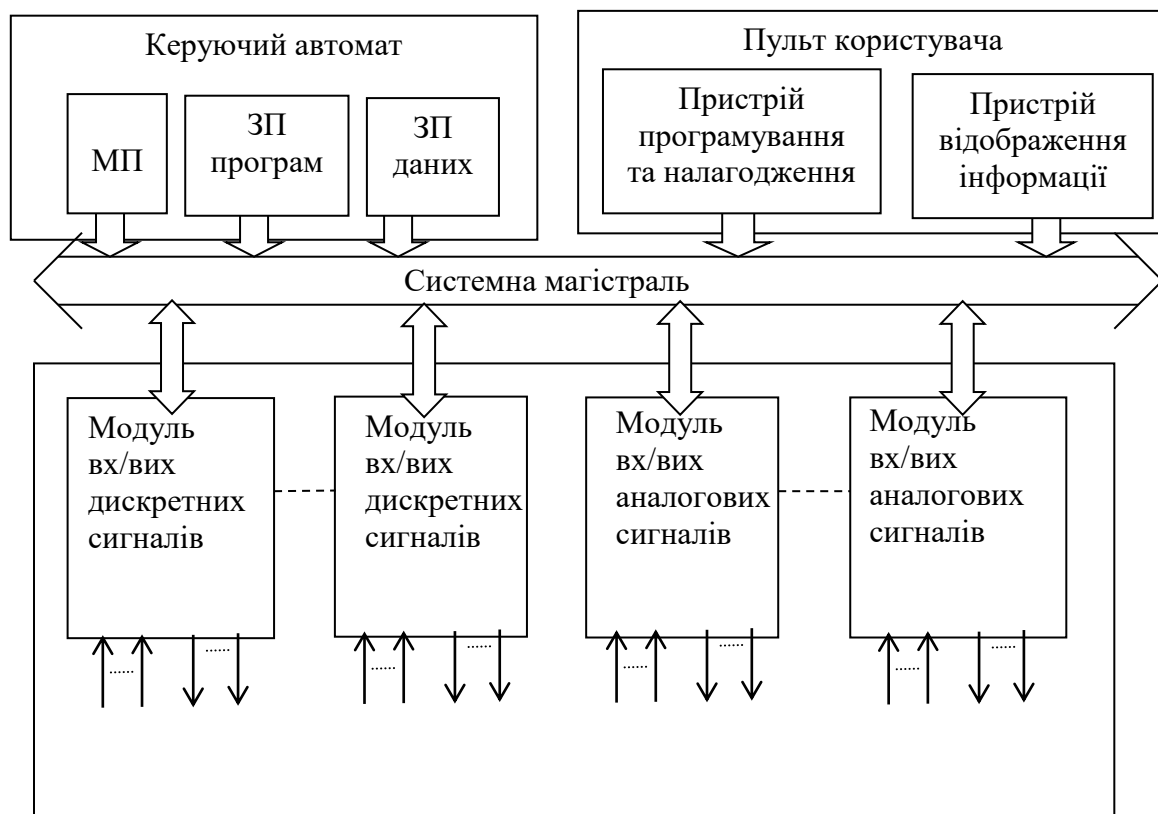 Керуючий автомат
МП
ЗП
програм
ЗП
даних
Пульт користувача
Пристрій
програмування
та налагодження
Пристрій
відображення
інформації
Системна магістраль
Модуль
вх/вих
дискретних
сигналів
Модуль
вх/вих
дискретних
сигналів
Модуль
вх/вих
аналогових
сигналів
Модуль
вх/вих
аналогових
сигналів